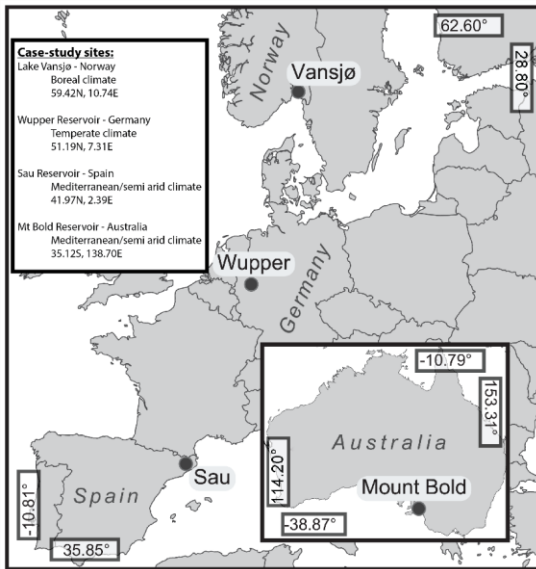 Case-study sites:
Lake Vansjø - Norway
Boreal climate
59.42N, 10.74E
Wupper Reservoir - Germany
Temperate climate
51.19N, 7.31E
Sau Reservoir - Spain
Mediterranean/semi arid climate
41.97N, 2.39E
Mt Bold Reservoir - Australia
Mediterranean/semi arid climate
35.12S, 138.70E
62.60°
28.80°
Norway
Vansjø
Wupper
Germany
-10.79°
153.31°
Australia
114.20°
Mount Bold
-38.87°
Sau
Spain
-10.81°
35.85°